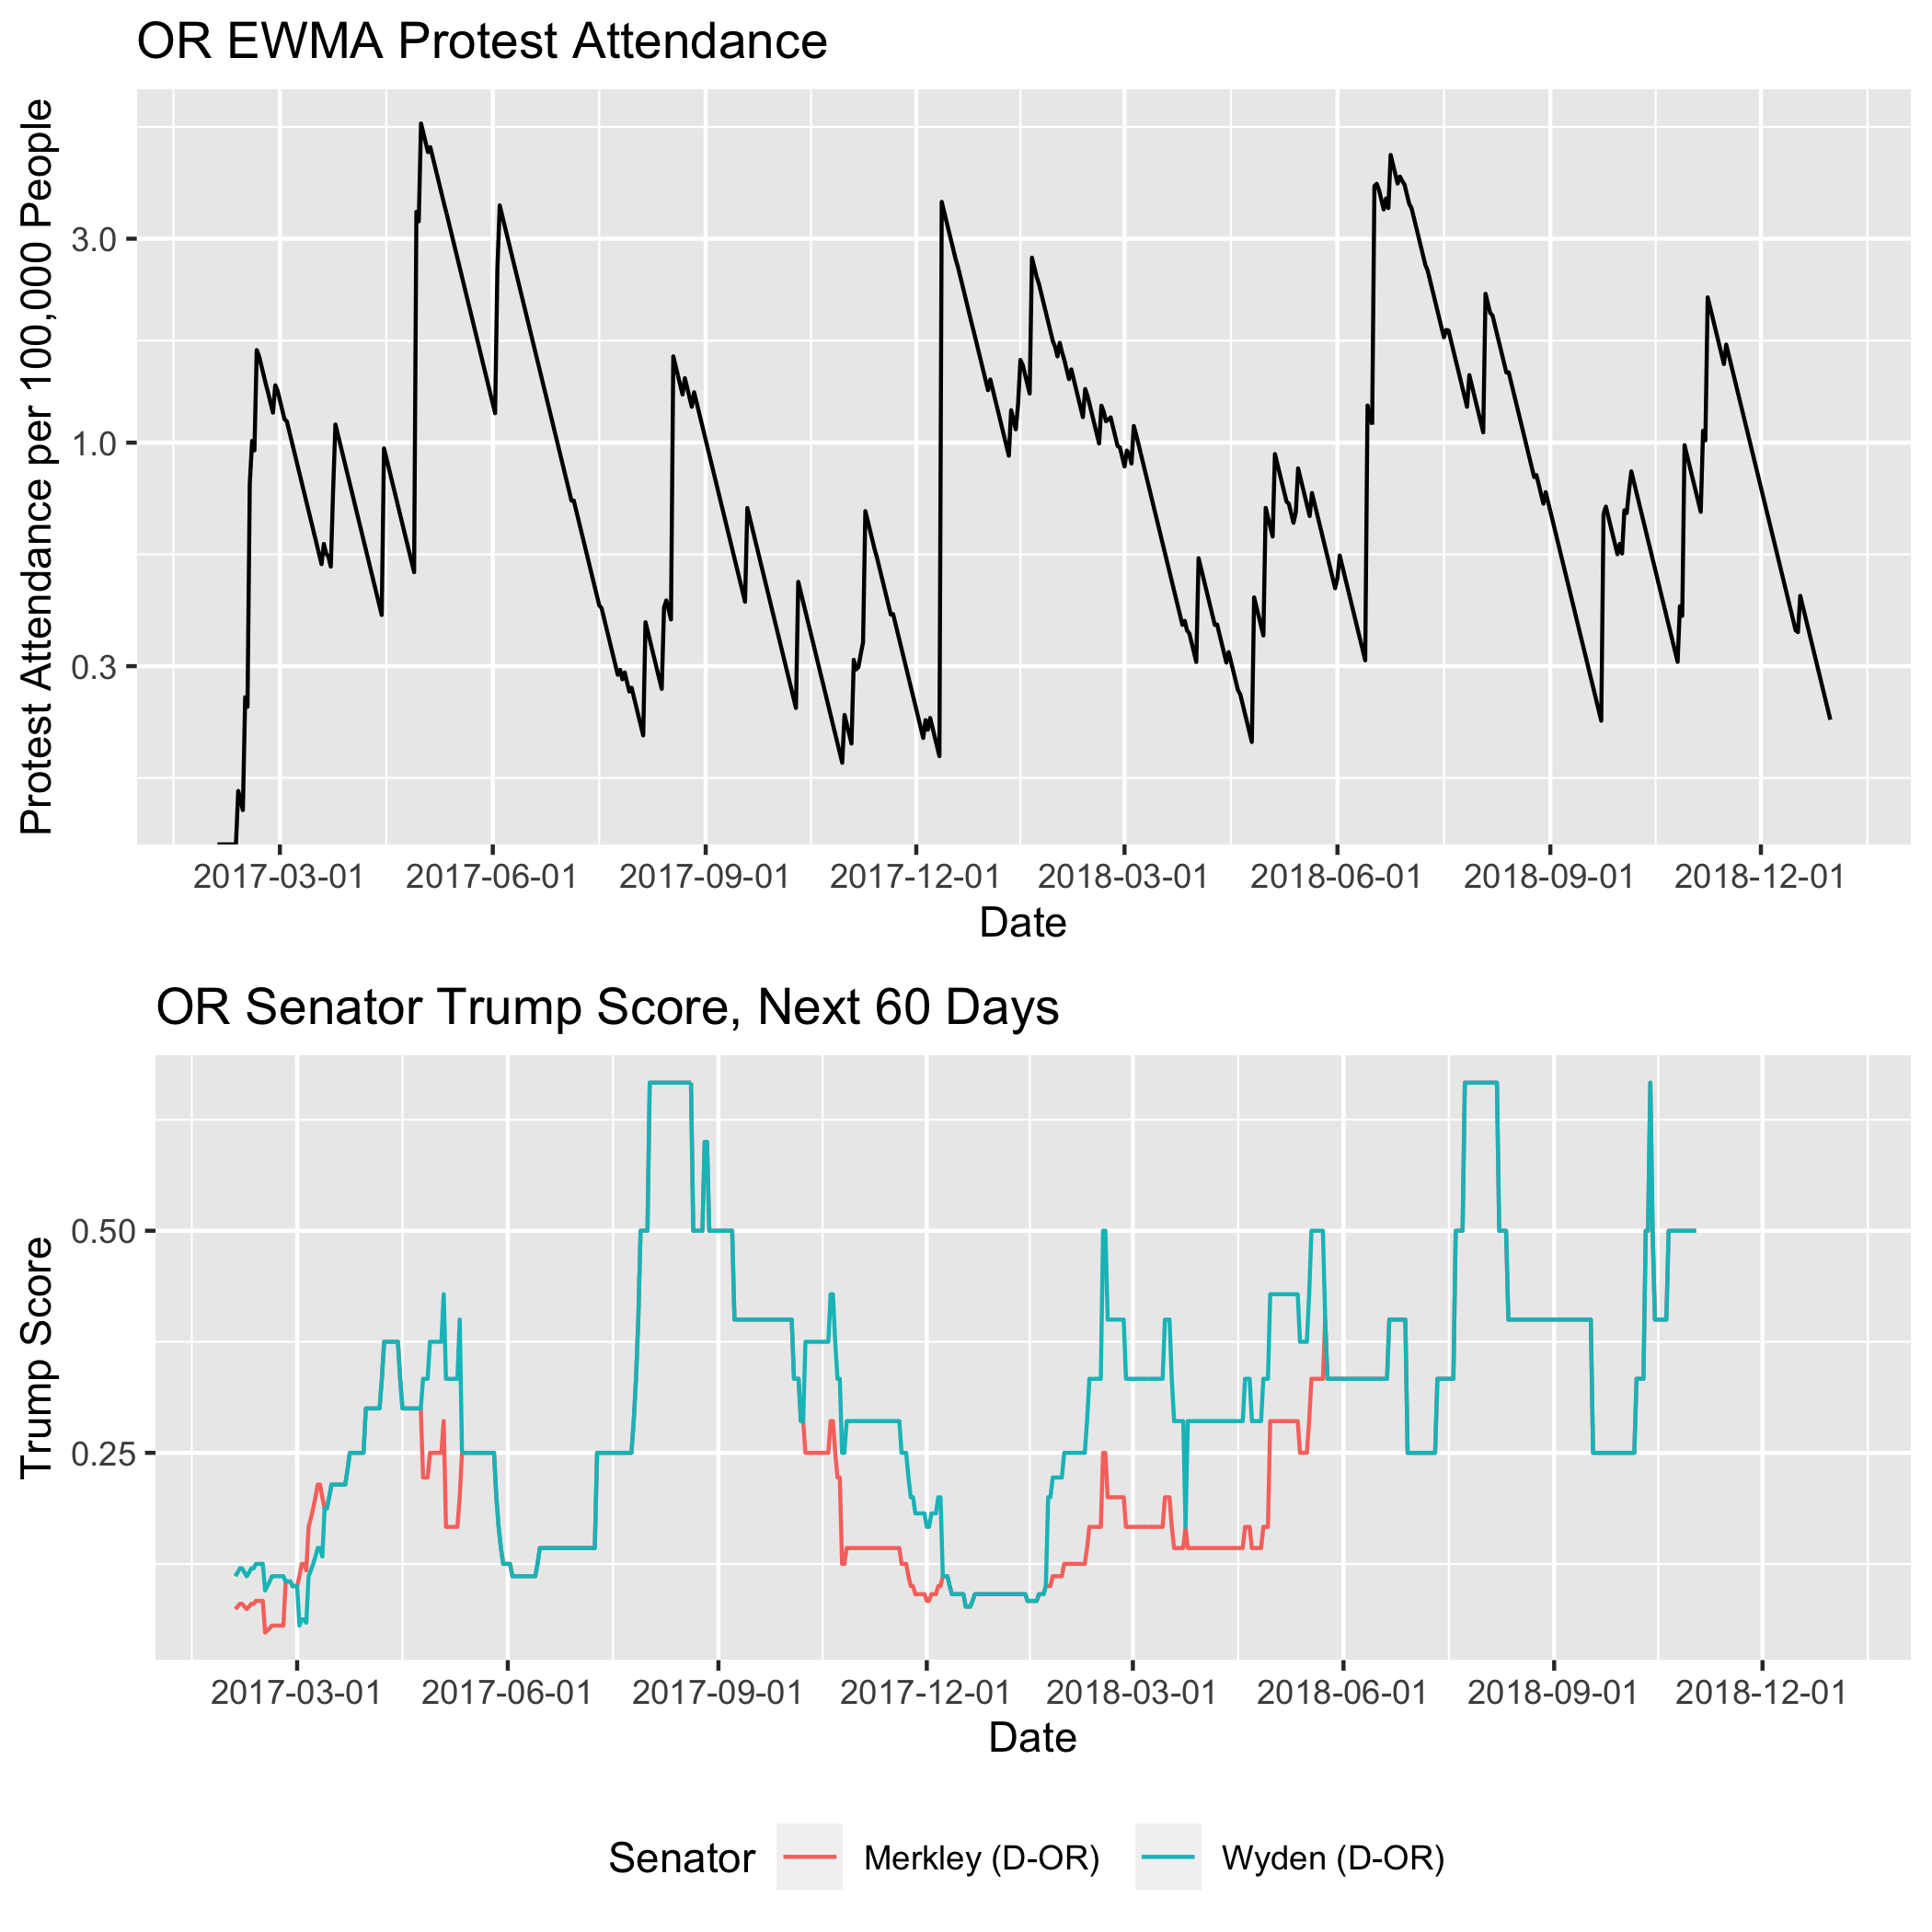 OR EWMA Protest Attendance
Protest Attendance per 100,000 People
3.0
1.0
0.3
2017-03-01 2017-06-01 2017-09-01 2017-12-01 2018-03-01 2018-06-01 2018-09-01 2018-12-01
Date
OR Senator Trump Score, Next 60 Days
Trump Score
0.50
0.25
2017-03-01 2017-06-01 2017-09-01 2017-12-01 2018-03-01 2018-06-01 2018-09-01 2018-12-01
Date
Senator Merkley (D-OR) Wyden (D-OR)